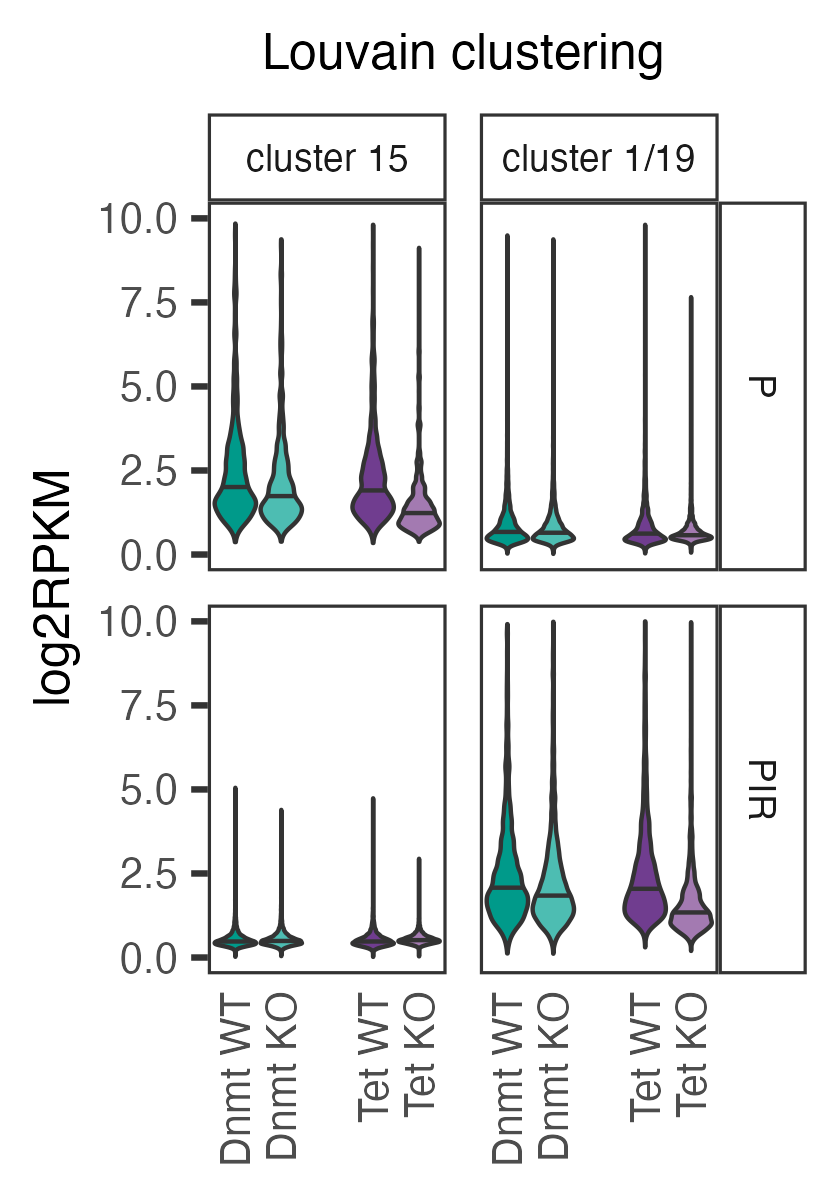 Louvain clustering
cluster 15
cluster 1/19
10.0
7.5
5.0
2.5
0.0
P
log2RPKM
10.0
7.5
5.0
2.5
0.0
PIR
Dnmt WT
Dnmt KO
Tet WT
Tet KO
Dnmt WT
Dnmt KO
Tet WT
Tet KO